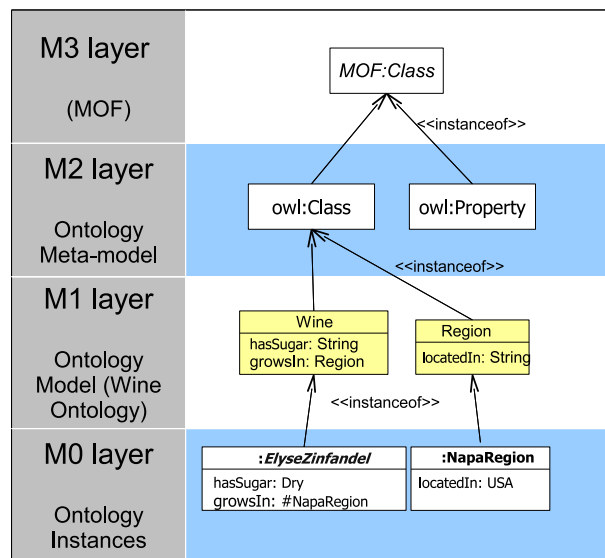 M3 layer
(MOF)
MOF:Class
<<instanceof>>
M2 layer
Ontology
Meta-model
owl:Class
owl:Property
<<instanceof>>
M1 layer
Ontology
Model (Wine
Ontology)
Wine
hasSugar: String
growsIn: Region
Region
locatedIn: String
<<instanceof>>
M0 layer
Ontology
Instances
:ElyseZinfandel
hasSugar: Dry
growsIn: #NapaRegion
:NapaRegion
locatedIn: USA